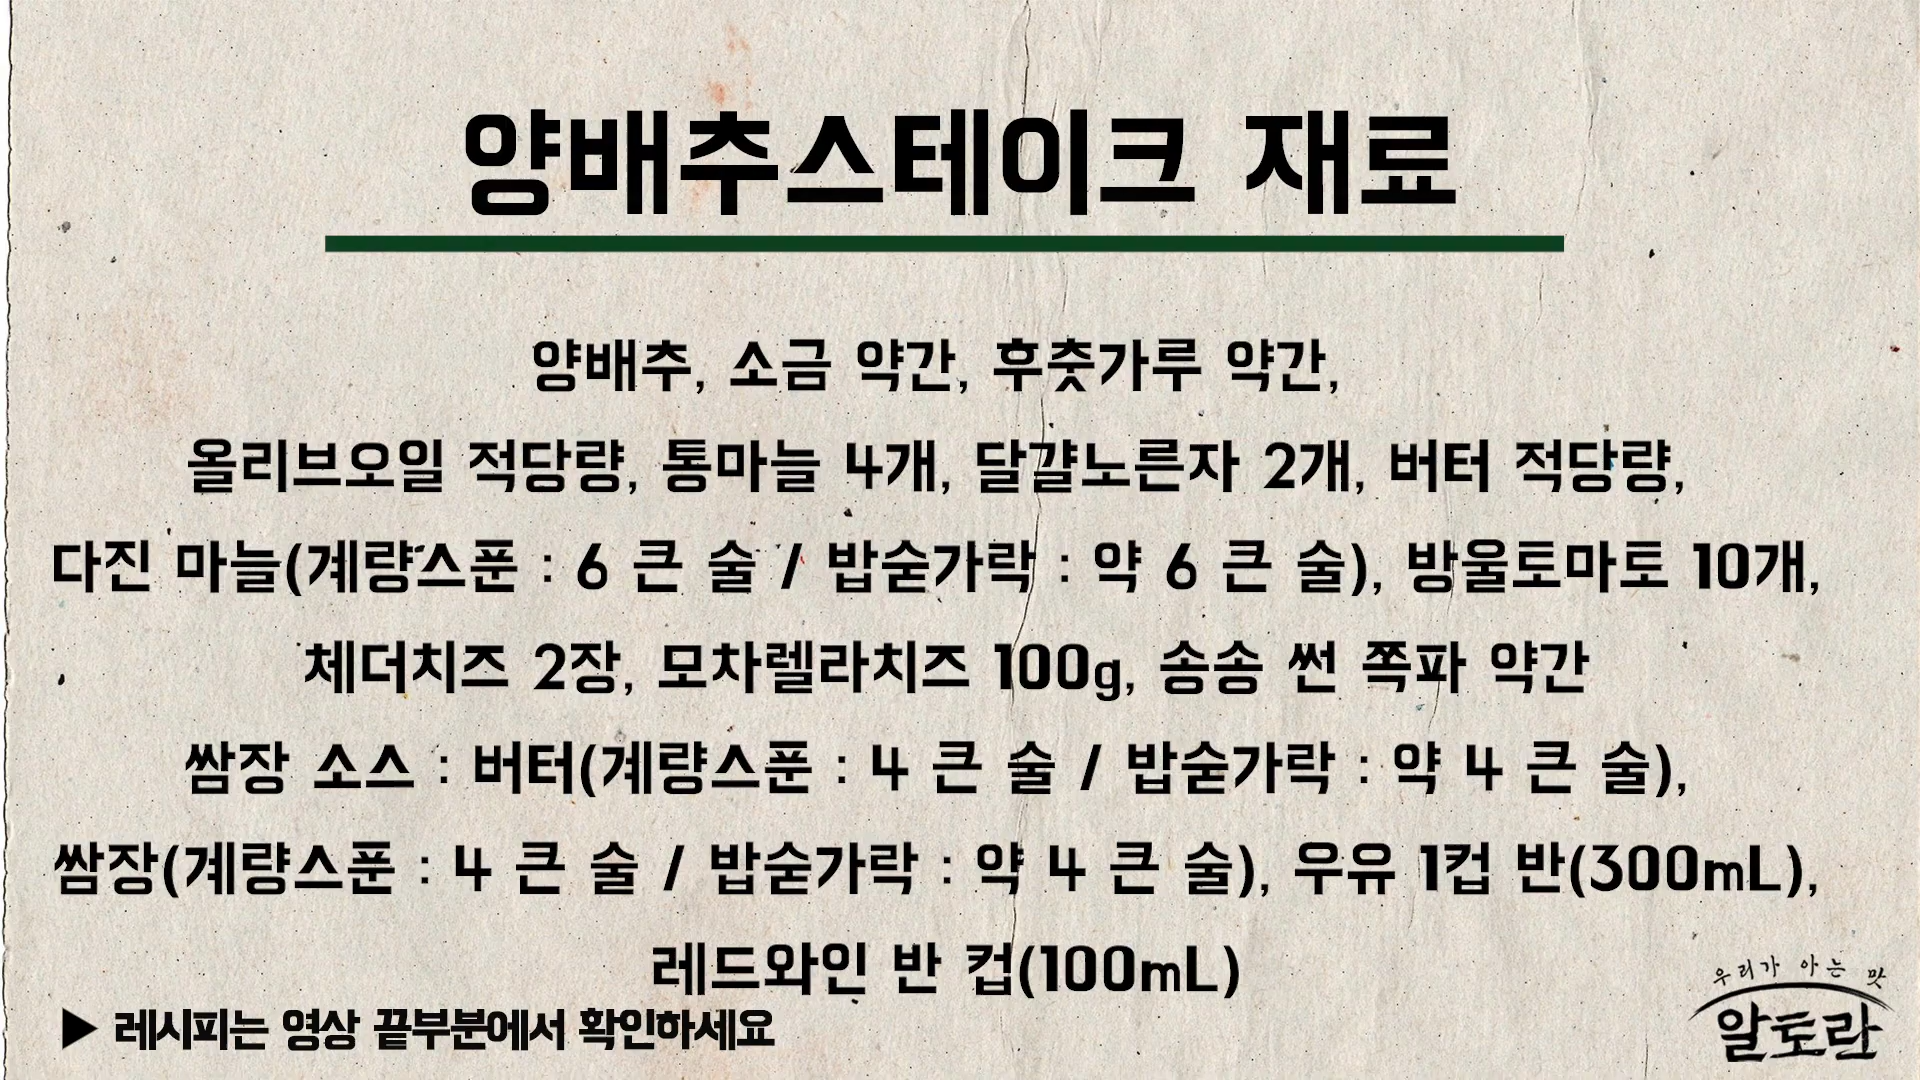 양배추스테이크 재료
양배추, 소금 약간, 후춧가루 약간,
올리브오일 적당량, 통마늘 4개, 달걀노른자 2개, 버터 적당량,
다진 마늘(계량스푼 : 6 큰 술 / 밥숟가락 : 약 6 큰 술), 방울토마토 10개,
체더치즈 2장, 모차렐라치즈 100g, 송송 썬 쪽파 약간
쌈장 소스 : 버터(계량스푼 : 4 큰 술 / 밥숟가락 : 약 4 큰 술),
쌈장(계량스푼 : 4 큰 술 / 밥숟가락 : 약 4 큰 술), 우유 1컵 반(300mL),
레드와인 반 컵(100mL)
▶ 레시피는 영상 끝부분에서 확인하세요
우리가 아는 맛
알토란